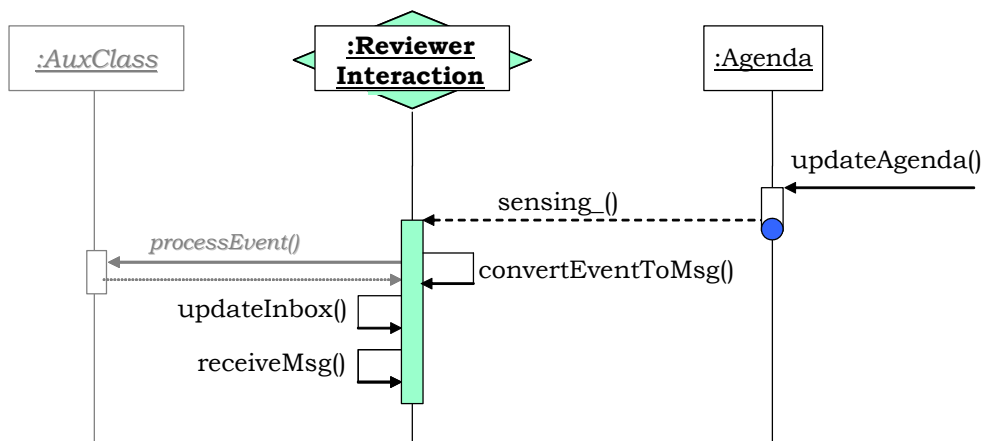 :AuxClass
:Reviewer
Interaction
:Agenda
updateAgenda()
sensing_()
processEvent()
convertEventToMsg()
updateInbox()
receiveMsg()